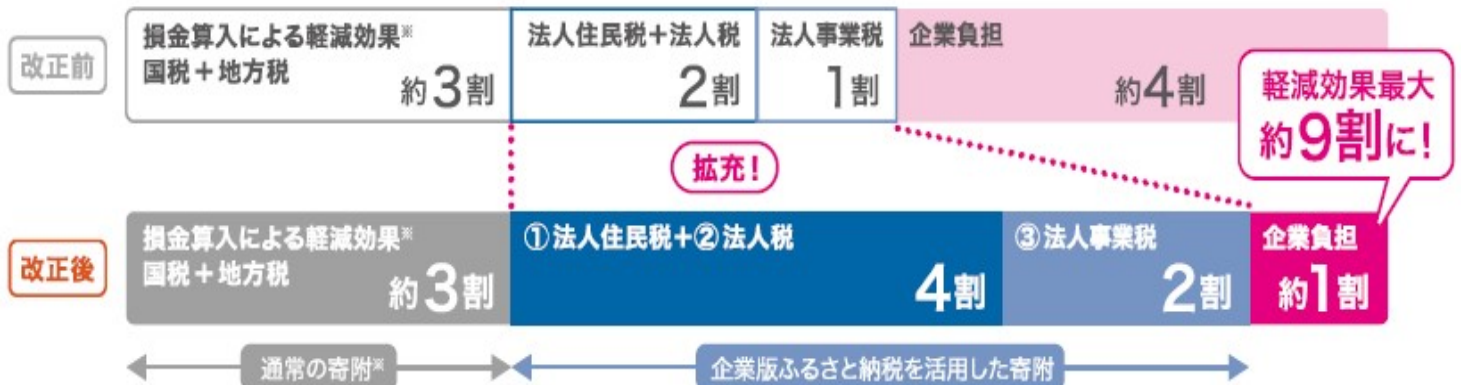 改正前
損金算入による軽減効果※
国税＋地方税
約3割
法人住民税＋法人税
2割
法人事業税
1割
企業負担
約4割
軽減効果最大
約9割に！
拡充！
改正後
損金算入による軽減効果※
国税＋地方税
約3割
①法人住民税＋②法人税
4割
③法人事業税
2割
企業負担
約1割
通常の寄附※
企業版ふるさと納税を活用した寄附